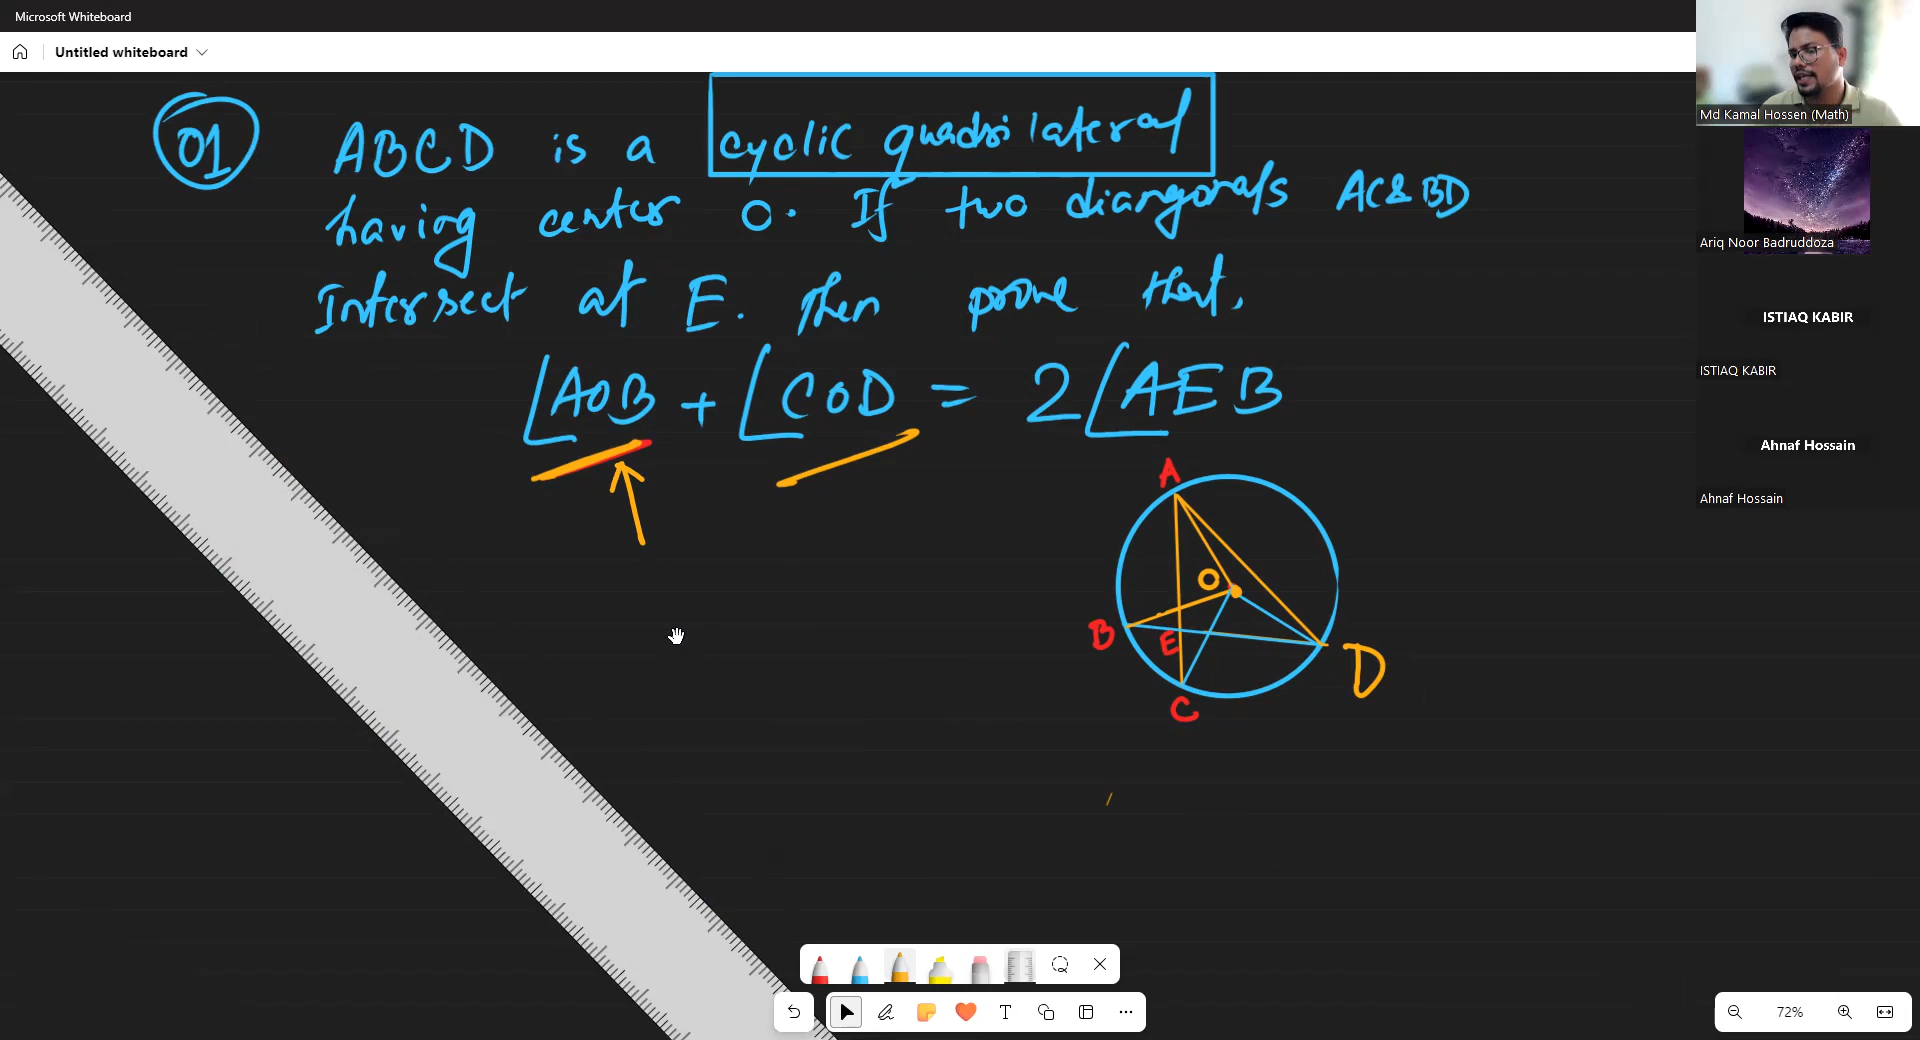 Microsoft Whiteboard
Untitled whiteboard
01 ABCD is a cyclic quadrilateral
having center O. If two diangonals AC & BD
Intersect at E. Then prove that,
∠AOB + ∠COD = 2∠AEB
A
O
B
E
D
C
Md Kamal Hossen (Math)
Ariq Noor Badruddoza
ISTIAQ KABIR
ISTIAQ KABIR
Ahnaf Hossain
Ahnaf Hossain
T
72%